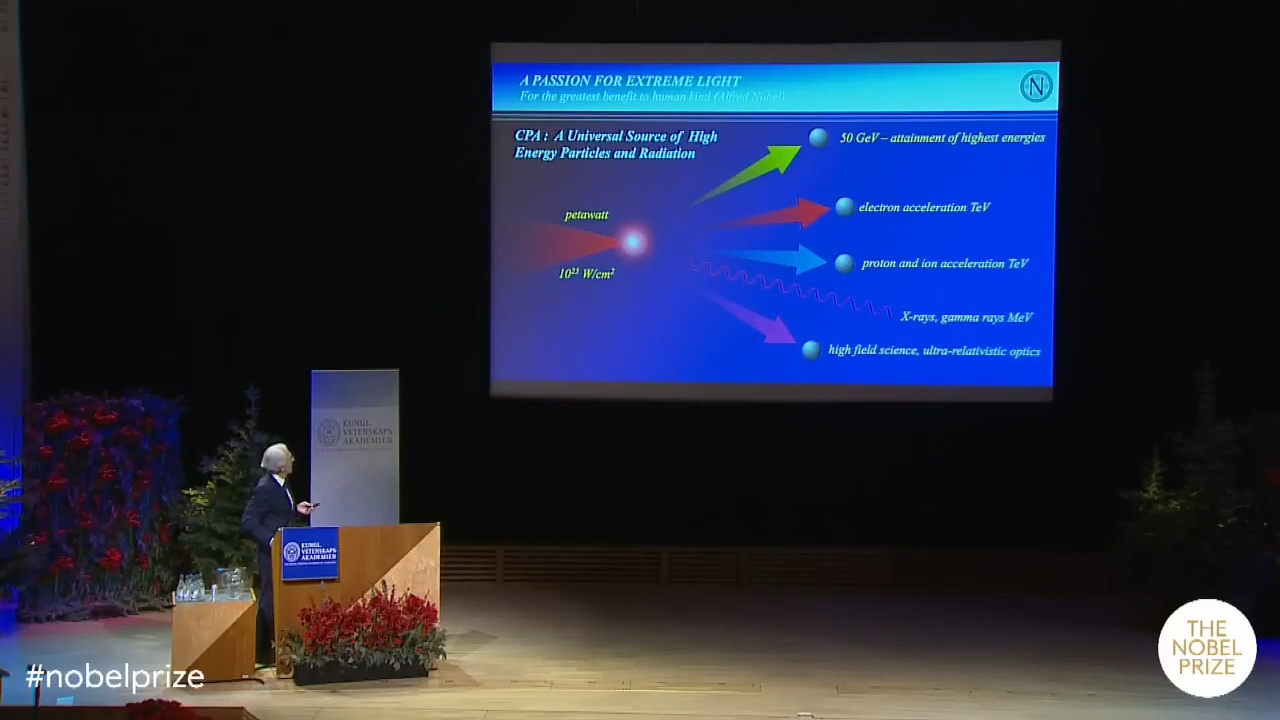 A PASSION FOR EXTREME LIGHT
For the greatest benefit to human kind (Alfred Nobel)
N
CPA : A Universal Source of High
Energy Particles and Radiation
50 GeV – attainment of highest energies
petawatt
electron acceleration TeV
10²³ W/cm²
proton and ion acceleration TeV
X-rays, gamma rays MeV
high field science, ultra-relativistic optics
KUNGL.
VETENSKAPS
AKADEMIEN
KUNGL.
VETENSKAPS
AKADEMIEN
#nobelprize
THE
NOBEL
PRIZE